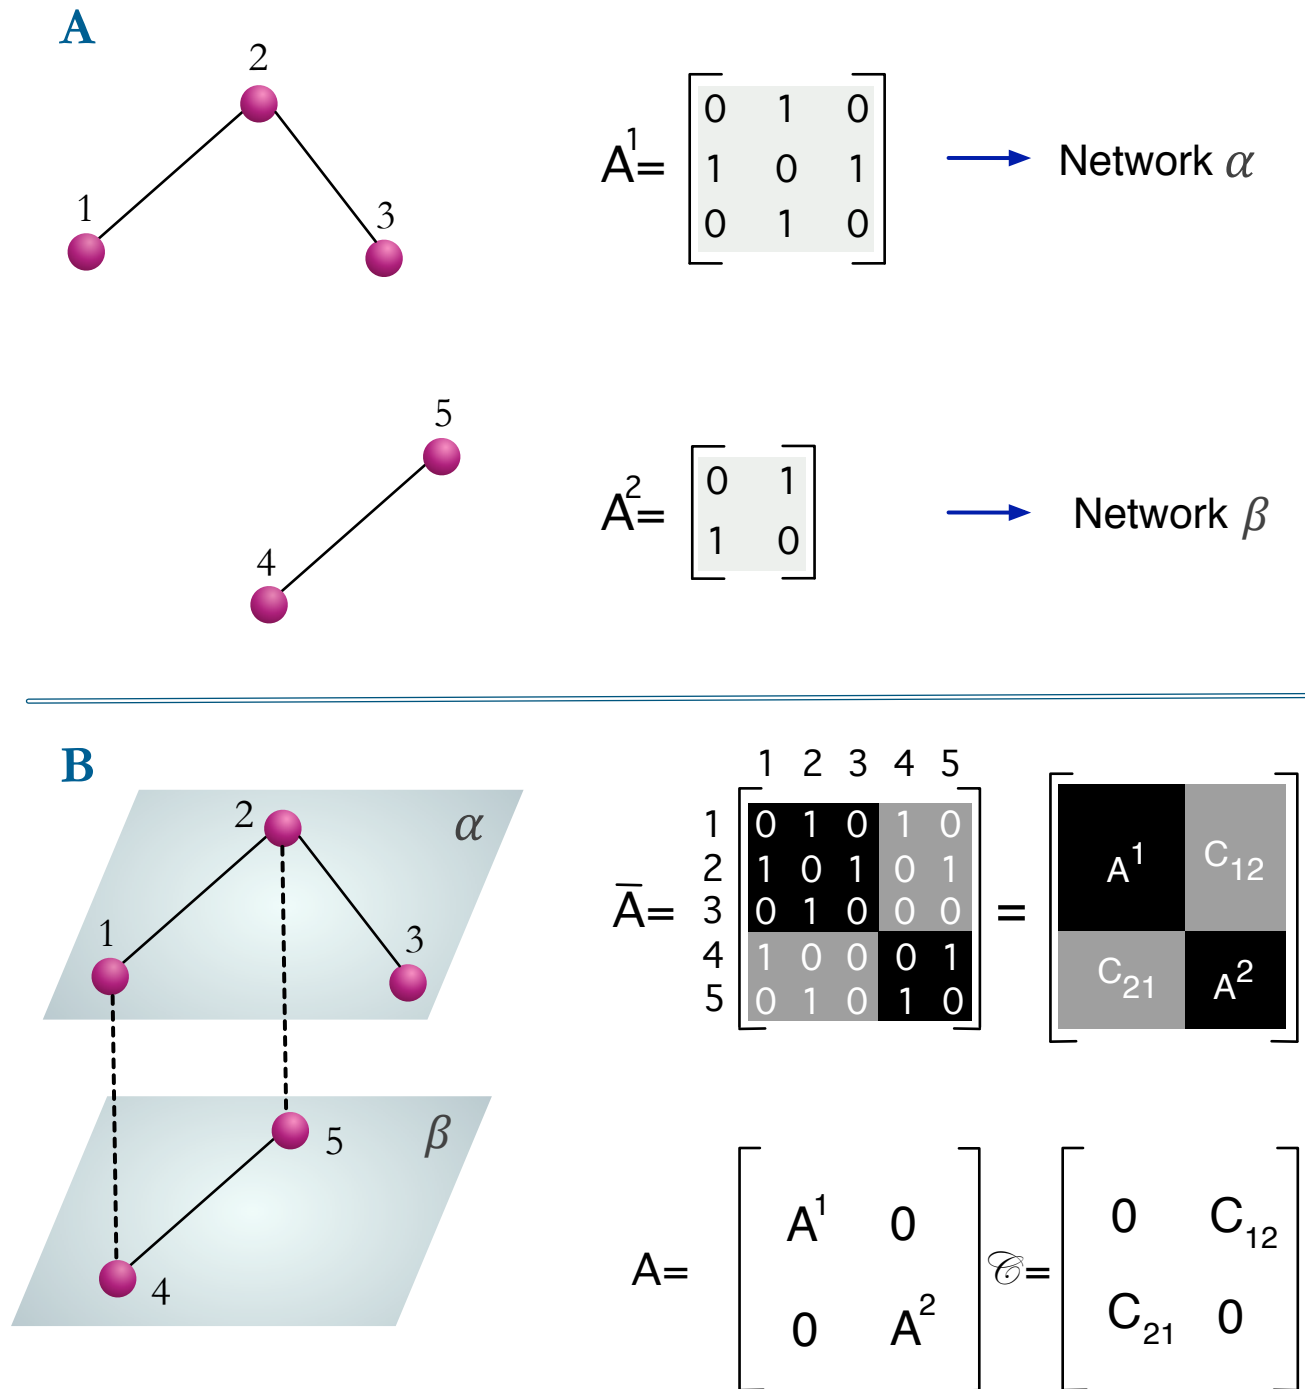 A
2
1
3
A¹=
0 1 0
1 0 1
0 1 0
Network α
5
4
A²=
0 1
1 0
Network β
B
α
2
1
3
β
5
4
1 2 3 4 5
Ā=
1 0 1 0 1 0
2 1 0 1 0 1
3 0 1 0 0 0
4 1 0 0 0 1
5 0 1 0 1 0
=
A¹ C₁₂
C₂₁ A²
A=
A¹ 0
0 A²
𝒞=
0 C₁₂
C₂₁ 0